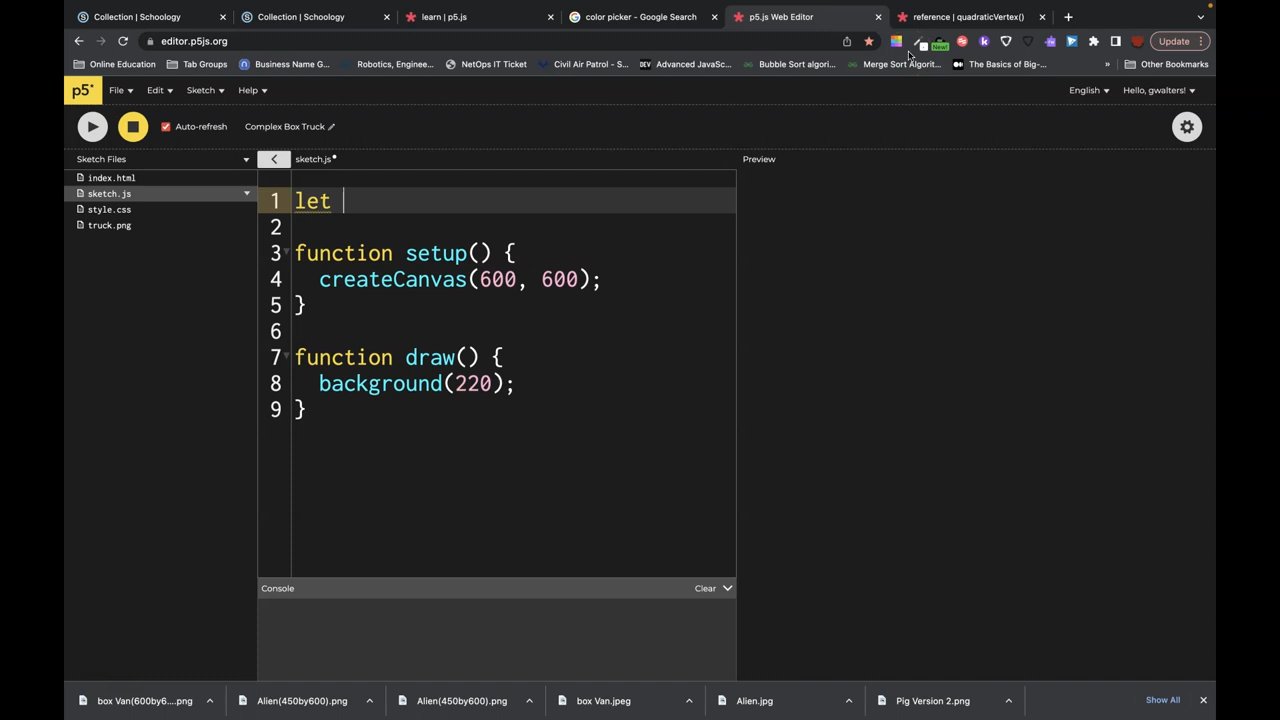 Collection | Schoology
Collection | Schoology
learn | p5.js
color picker - Google Search
p5.js Web Editor
reference | quadraticVertex()
editor.p5js.org
New!
Update
Online Education
Tab Groups
Business Name G...
Robotics, Engineer...
NetOps IT Ticket
Civil Air Patrol - S...
DEV Advanced JavaSc...
Bubble Sort algori...
Merge Sort Algorit...
The Basics of Big-...
»
Other Bookmarks
p5*
File
Edit
Sketch
Help
English
Hello, gwalters!
Auto-refresh
Complex Box Truck
Sketch Files
sketch.js
Preview
index.html
sketch.js
style.css
truck.png
1 let
2
3 function setup() {
4 createCanvas(600, 600);
5 }
6
7 function draw() {
8 background(220);
9 }
Console
Clear
box Van(600by6....png
Alien(450by600).png
Alien(450by600).png
box Van.jpeg
Alien.jpg
Pig Version 2.png
Show All